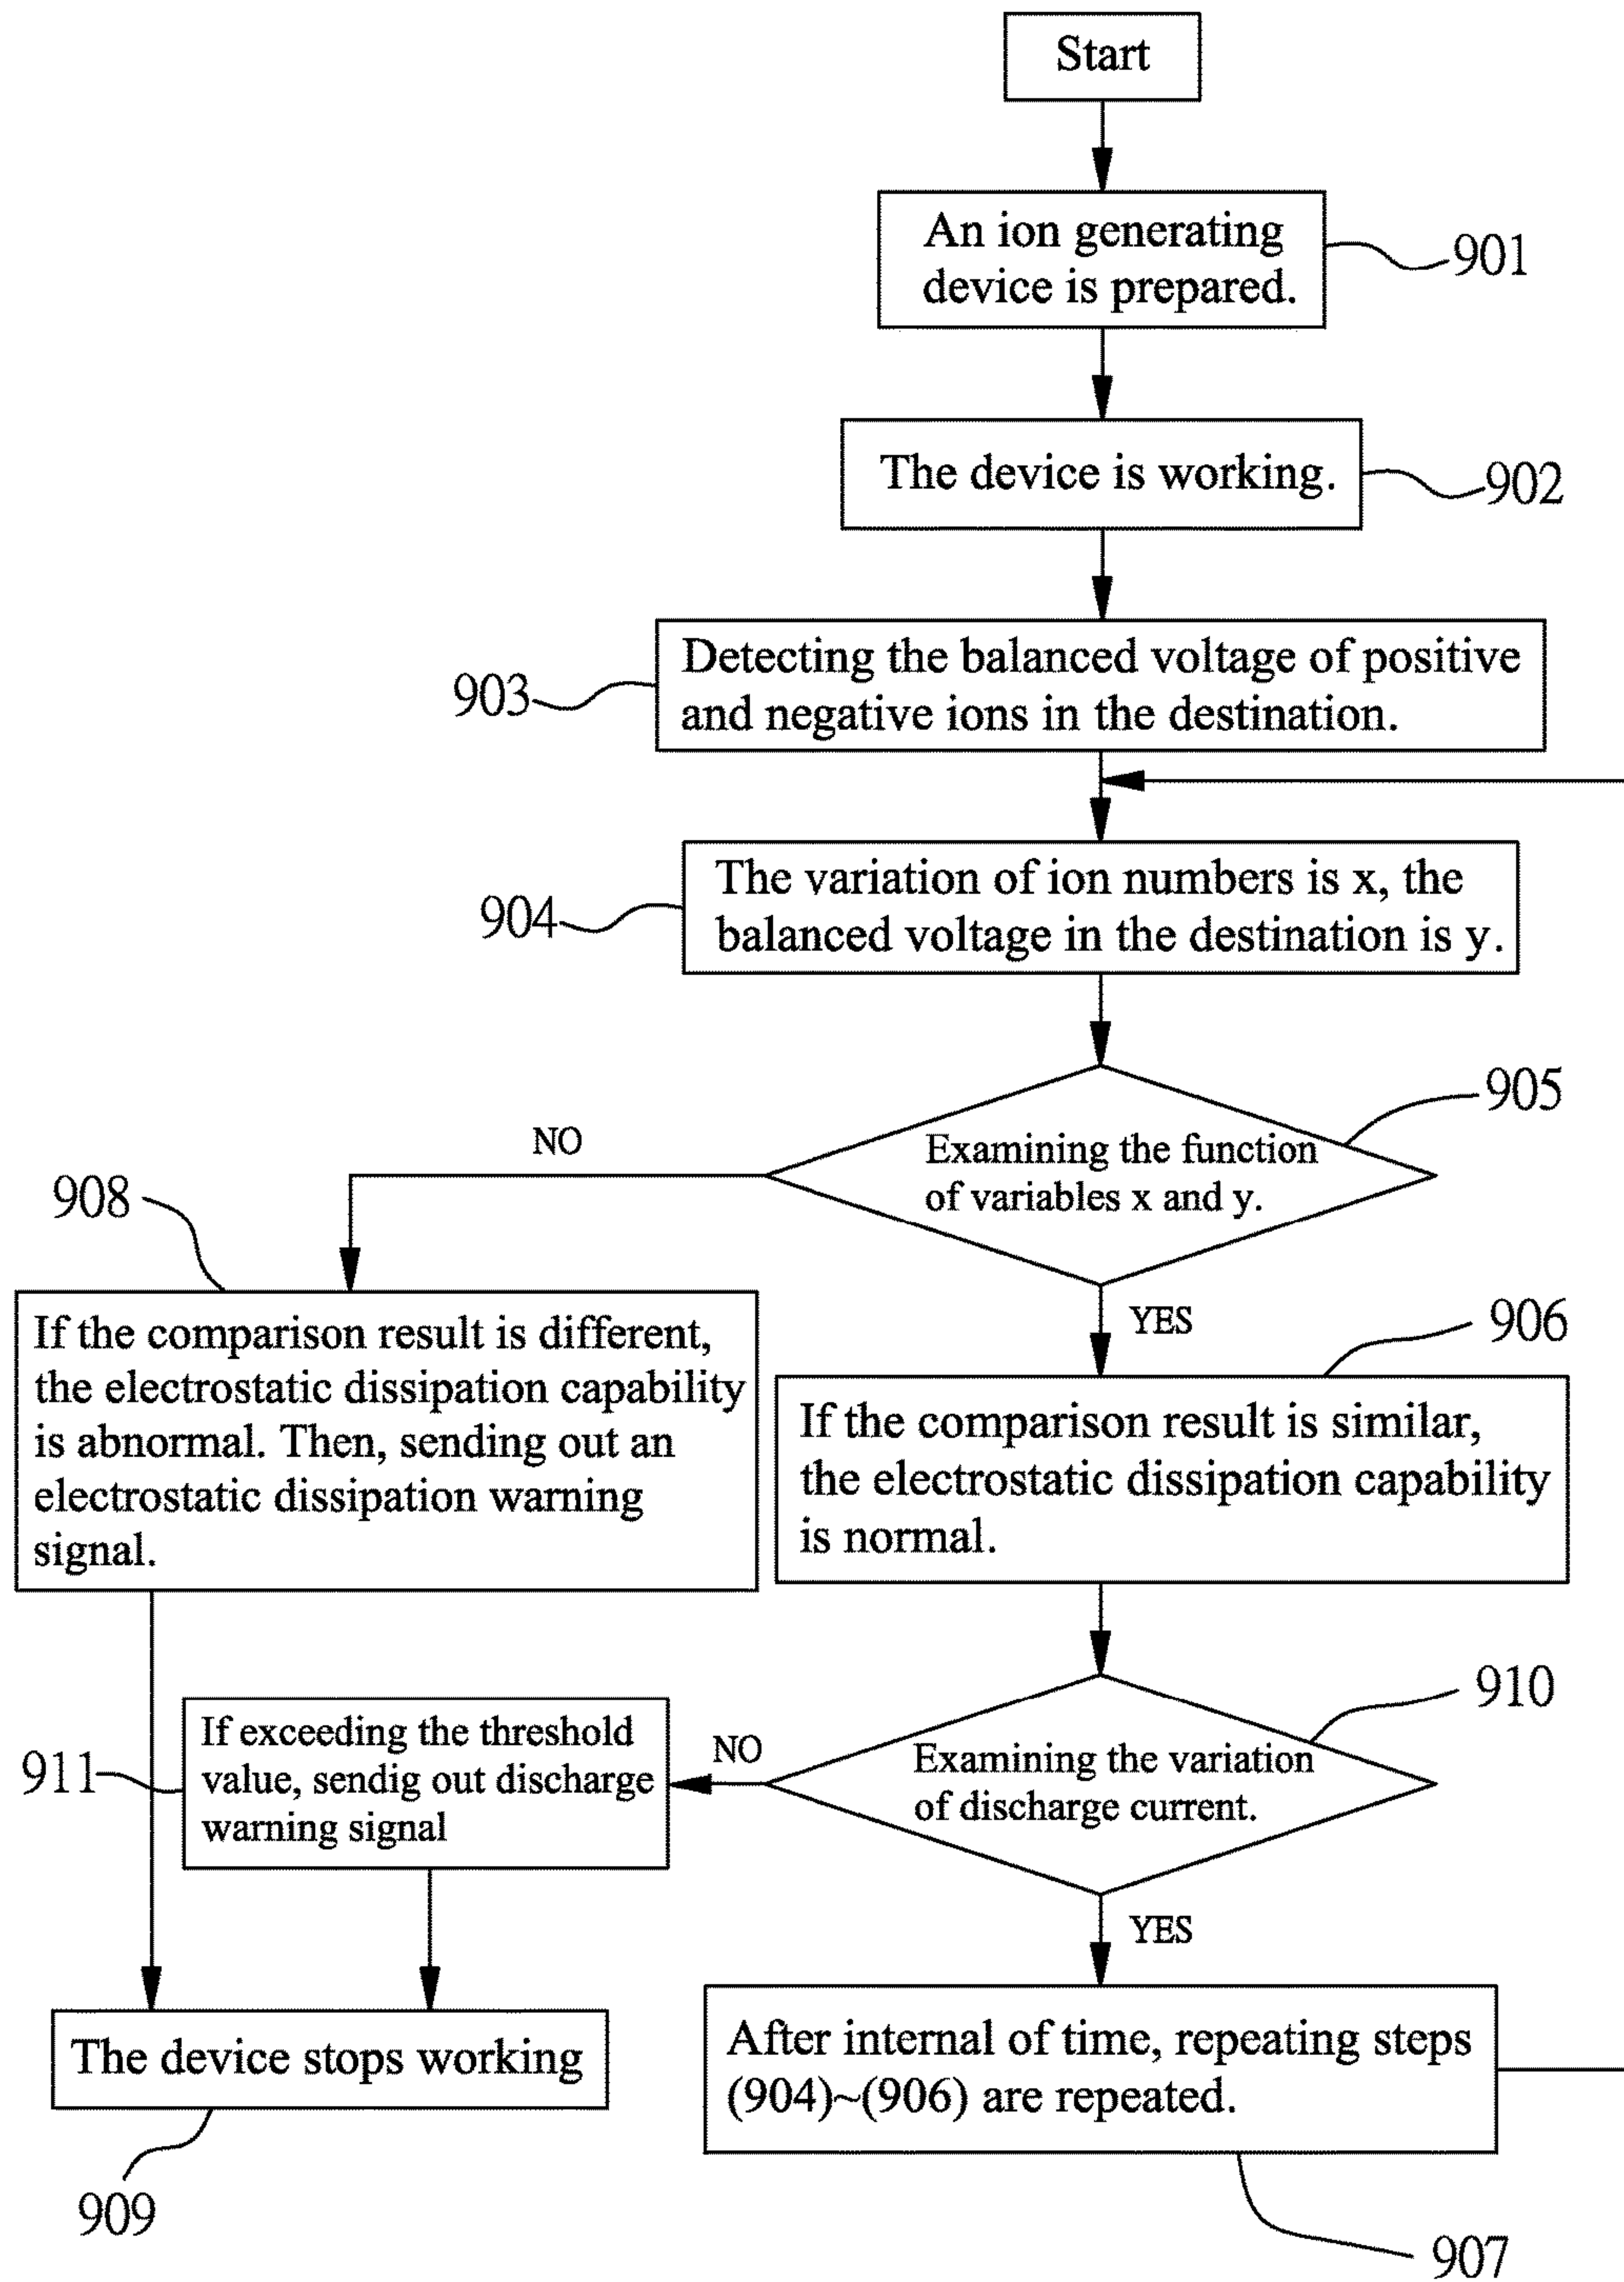 Start
An ion generating
device is prepared.
901
The device is working.
902
903
Detecting the balanced voltage of positive
and negative ions in the destination.
904
The variation of ion numbers is x, the
balanced voltage in the destination is y.
905
Examining the function
of variables x and y.
NO
YES
908
If the comparison result is different,
the electrostatic dissipation capability
is abnormal. Then, sending out an
electrostatic dissipation warning
signal.
906
If the comparison result is similar,
the electrostatic dissipation capability
is normal.
910
Examining the variation
of discharge current.
NO
YES
911
If exceeding the threshold
value, sendig out discharge
warning signal
The device stops working
909
After internal of time, repeating steps
(904)~(906) are repeated.
907